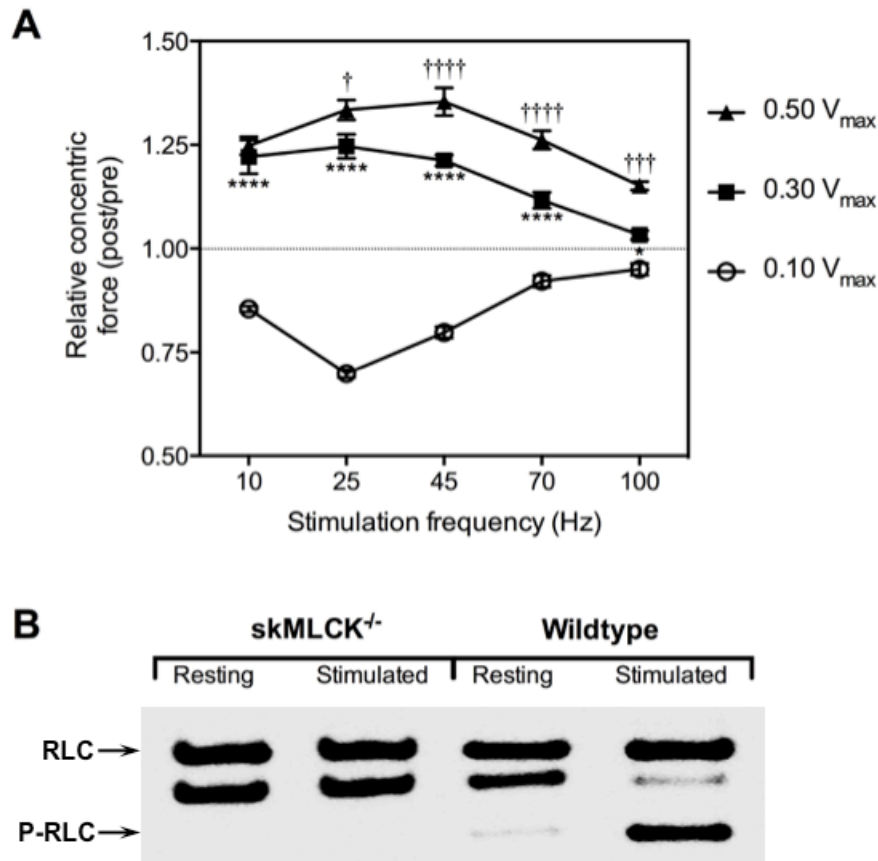 A
1.50
1.25
1.00
0.75
0.50
Relative concentric
force (post/pre)
† †††† †††† †††
**** **** **** **** *
10 25 45 70 100
Stimulation frequency (Hz)
0.50 Vmax
0.30 Vmax
0.10 Vmax
B
skMLCK-/- Wildtype
Resting Stimulated Resting Stimulated
RLC
P-RLC